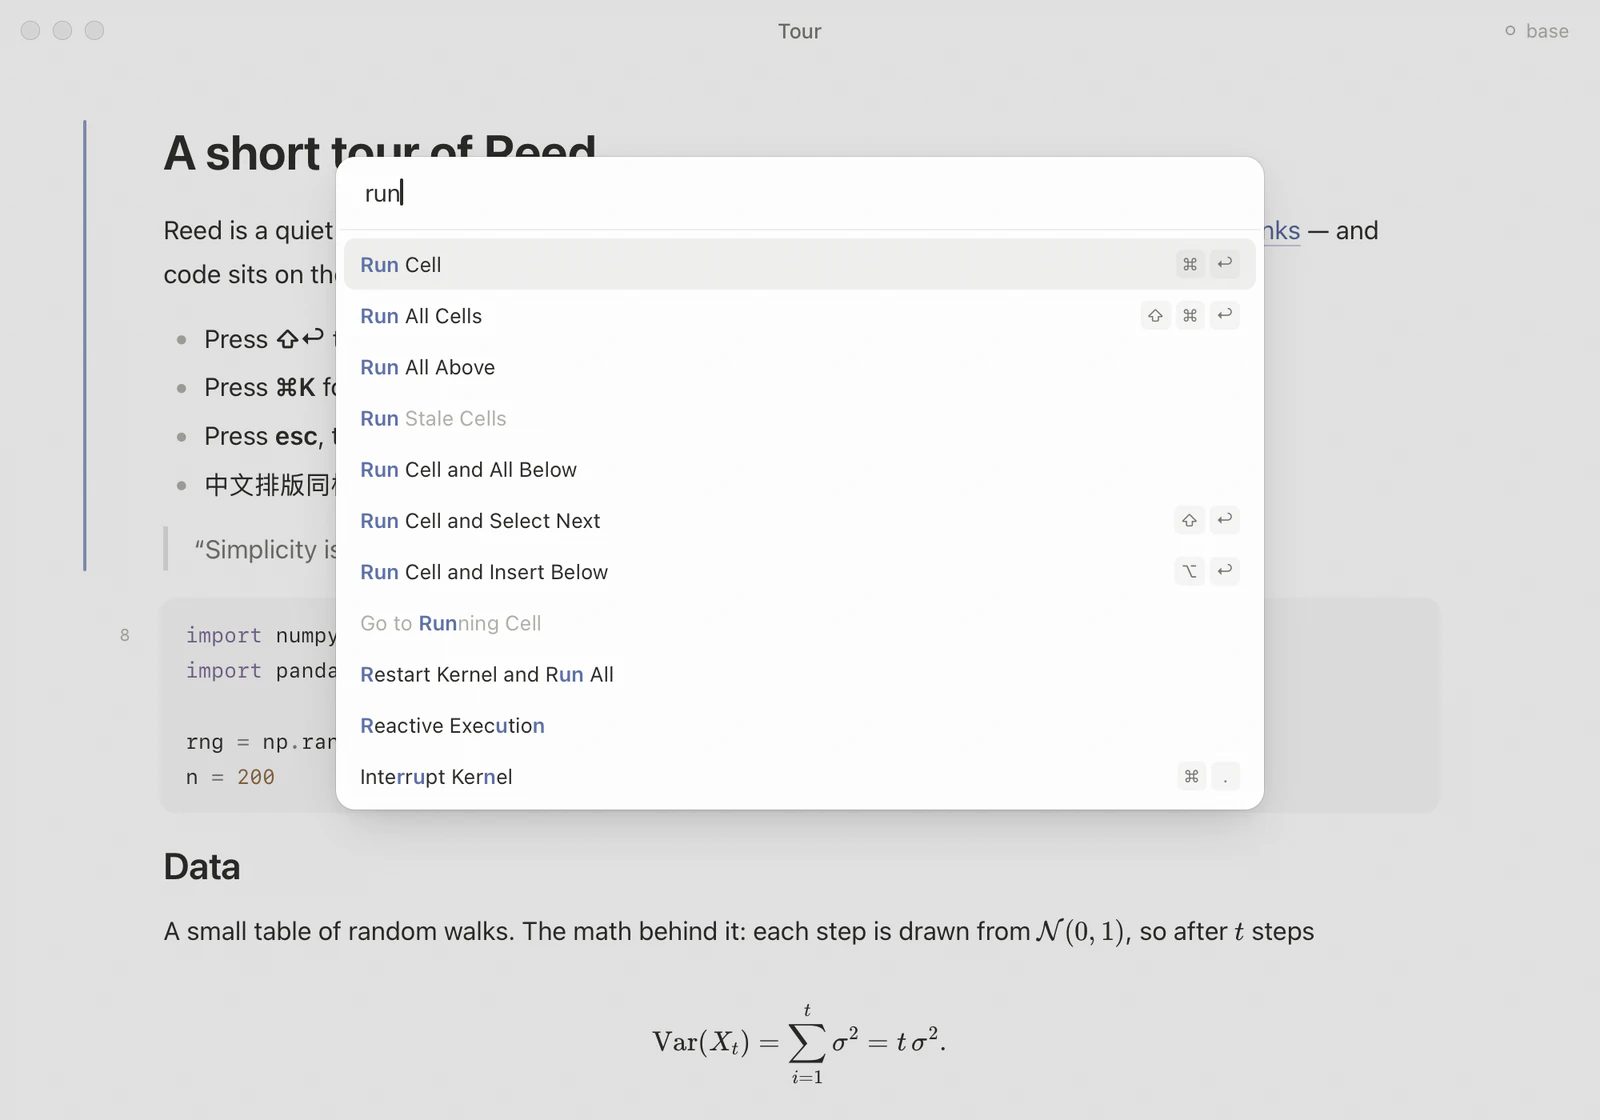 Tour
base
A short tour of Reed
Reed is a quiet
nks — and
code sits on the
Press ⇧↩
Press ⌘K fo
Press esc, t
中文排版同
“Simplicity is
8
import numpy
import panda
rng = np.ran
n = 200
run
Run Cell ⌘ ↩
Run All Cells ⇧ ⌘ ↩
Run All Above
Run Stale Cells
Run Cell and All Below
Run Cell and Select Next ⇧ ↩
Run Cell and Insert Below ⌥ ↩
Go to Running Cell
Restart Kernel and Run All
Reactive Execution
Interrupt Kernel ⌘ .
Data
A small table of random walks. The math behind it: each step is drawn from 𝒩(0, 1), so after t steps
Var(Xₜ) = ∑ᵢ₌₁ᵗ σ² = t σ².